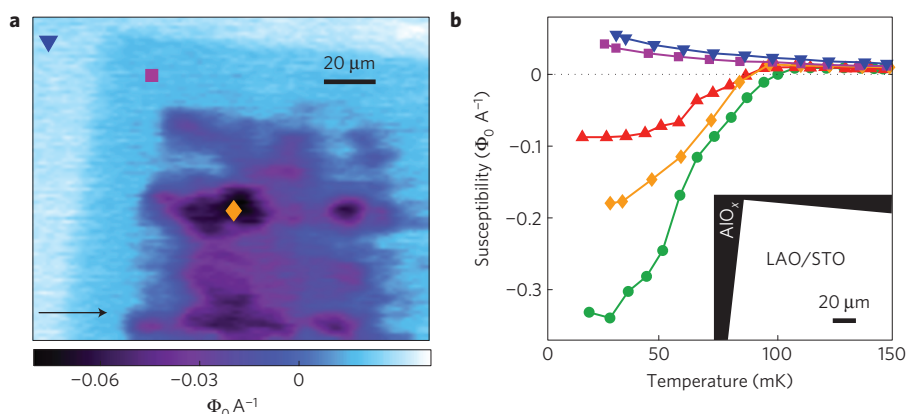 a
20 µm
−0.06
−0.03
0
Φ0 A−1
b
Susceptibility (Φ0 A−1)
0
−0.1
−0.2
−0.3
AlOx
LAO/STO
20 µm
0
50
100
150
Temperature (mK)